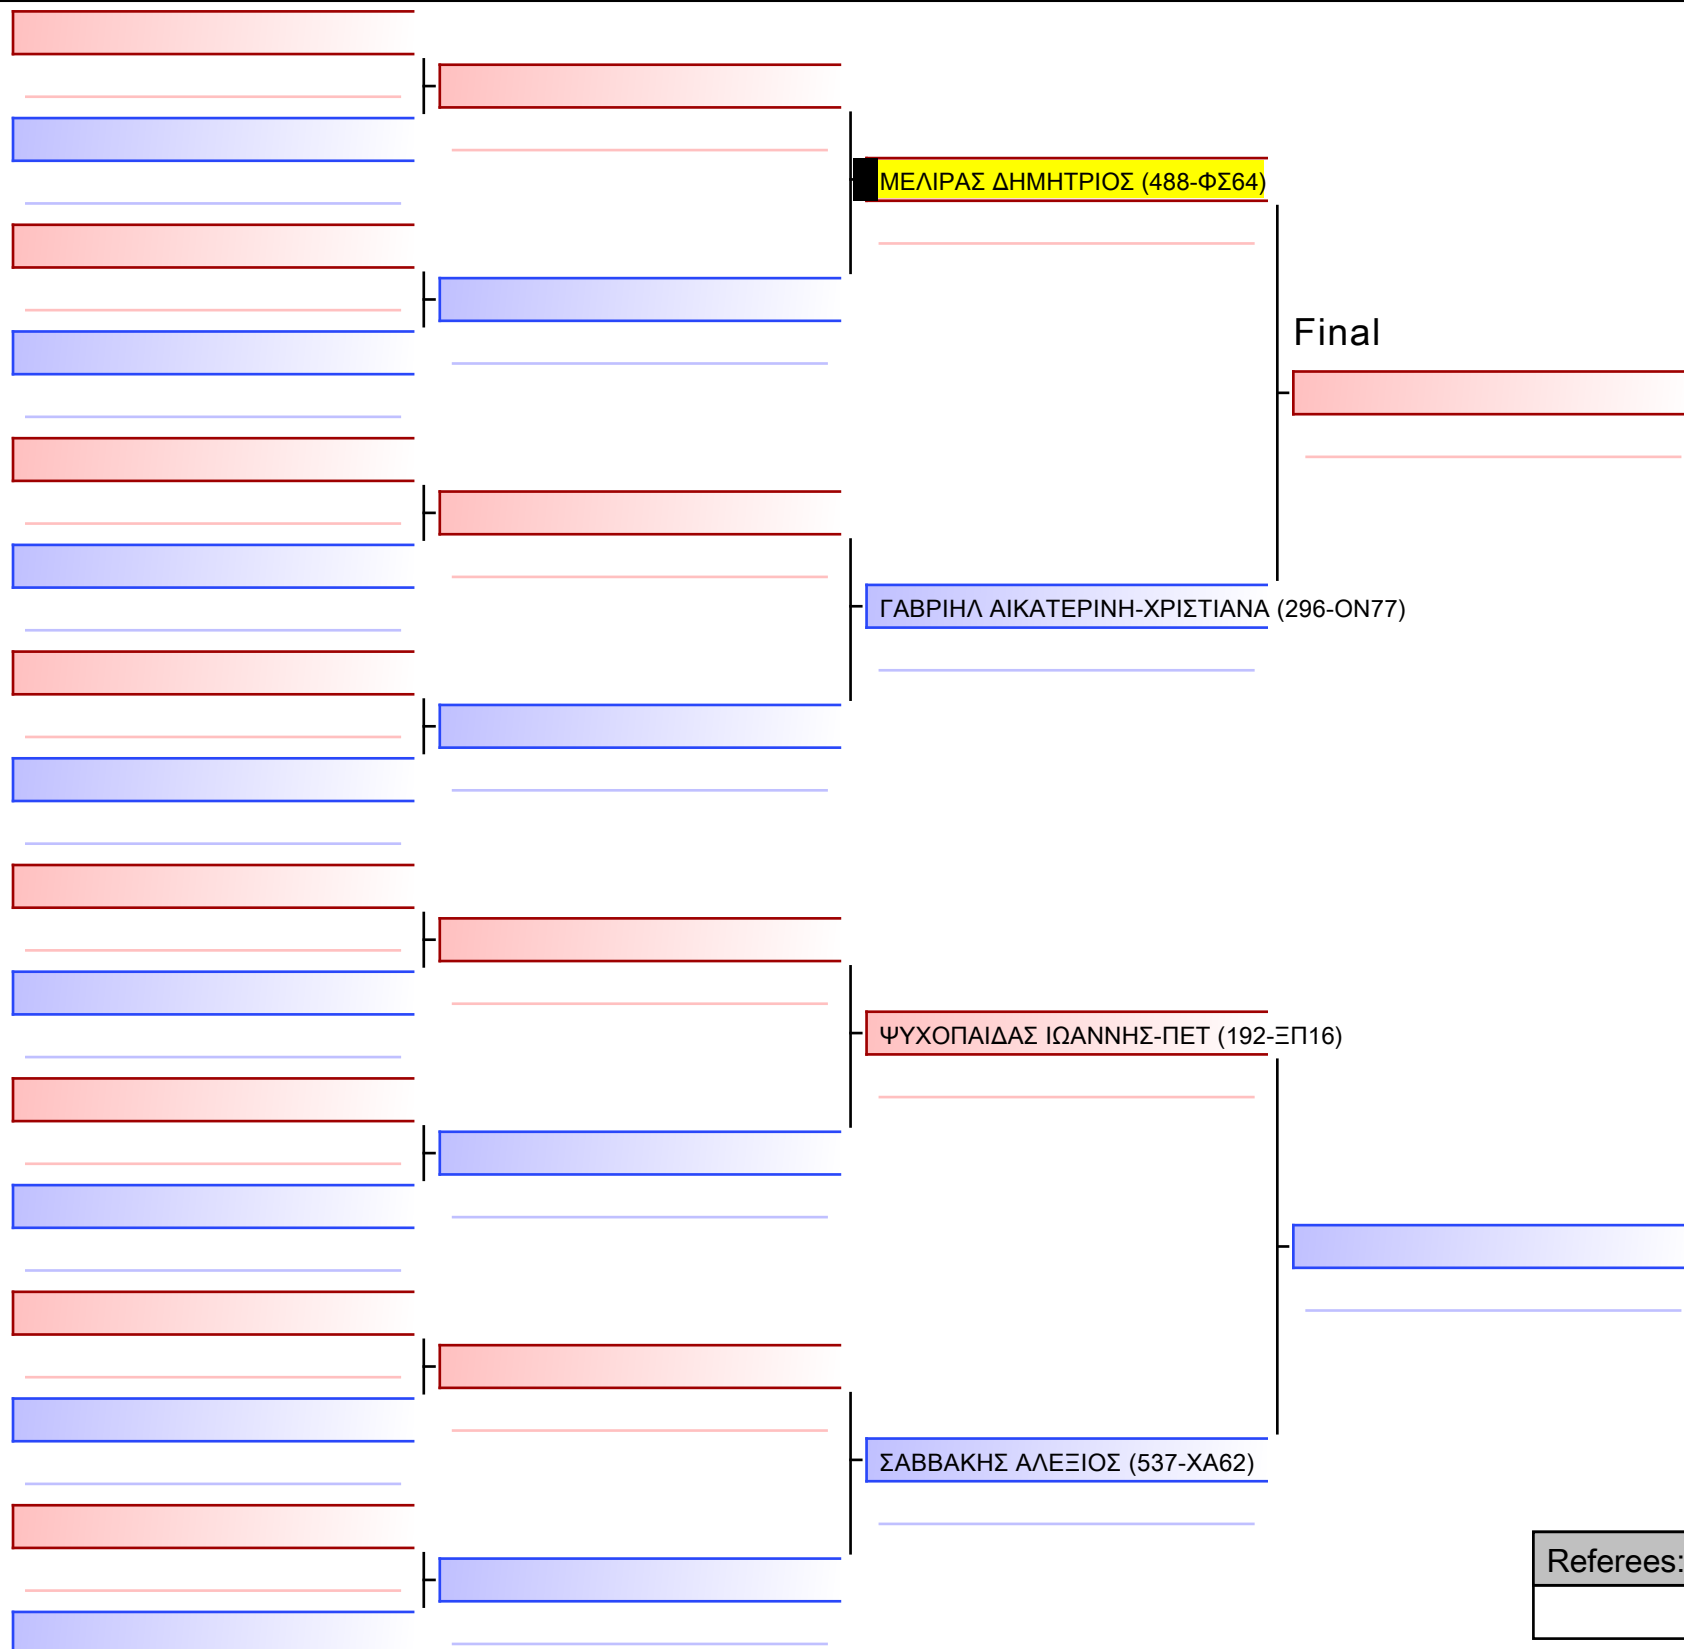 ΜΕΛΙΡΑΣ ΔΗΜΗΤΡΙΟΣ (488-ΦΣ64)
Final
ΓΑΒΡΙΗΛ ΑΙΚΑΤΕΡΙΝΗ-ΧΡΙΣΤΙΑΝΑ (296-ΟΝ77)
ΨΥΧΟΠΑΙΔΑΣ ΙΩΑΝΝΗΣ-ΠΕΤ (192-ΞΠ16)
ΣΑΒΒΑΚΗΣ ΑΛΕΞΙΟΣ (537-ΧΑ62)
Referees: